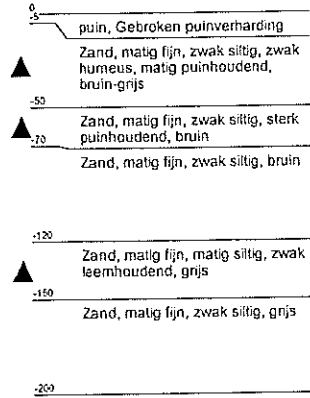 0
-5
puin, Gebroken puinverharding
Zand, matig fijn, zwak siltig, zwak
humeus, matig puinhoudend,
bruin-grijs
-50
Zand, matig fijn, zwak siltig, sterk
puinhoudend, bruin
-70
Zand, matig fijn, zwak siltig, bruin
-120
Zand, matig fijn, matig siltig, zwak
leemhoudend, grijs
-150
Zand, matig fijn, zwak siltig, grijs
-200